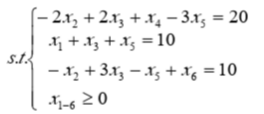 s.t.
- 2x₂ + 2x₃ + x₄ - 3x₅ = 20
x₁ + x₃ + x₅ = 10
- x₂ + 3x₃ - x₅ + x₆ = 10
x₁₋₆ ≥ 0